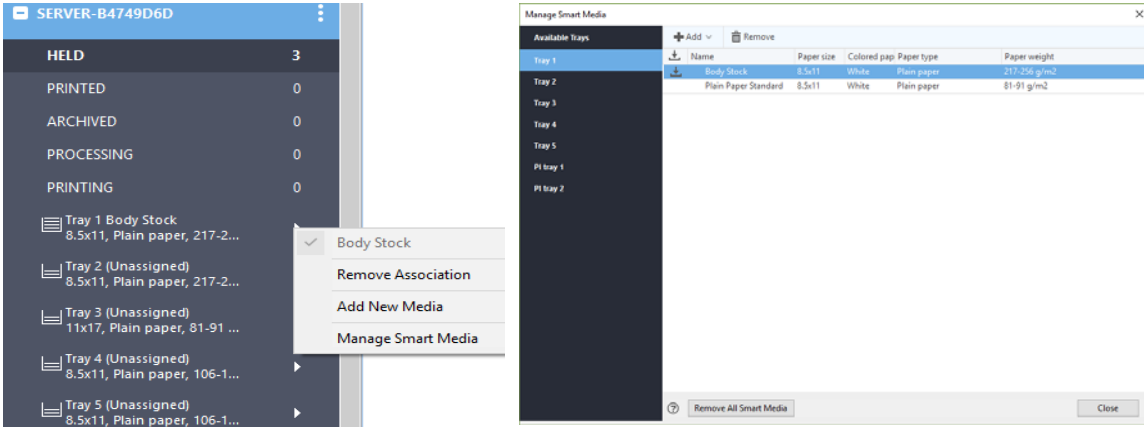 SERVER-B4749D6D
HELD 3
PRINTED 0
ARCHIVED 0
PROCESSING 0
PRINTING 0
Tray 1 Body Stock
8.5x11, Plain paper, 217-2...
Tray 2 (Unassigned)
8.5x11, Plain paper, 217-2...
Tray 3 (Unassigned)
11x17, Plain paper, 81-91 ...
Tray 4 (Unassigned)
8.5x11, Plain paper, 106-1...
Tray 5 (Unassigned)
8.5x11, Plain paper, 106-1...
Body Stock
Remove Association
Add New Media
Manage Smart Media
Manage Smart Media
Available Trays
Tray 1
Tray 2
Tray 3
Tray 4
Tray 5
PI tray 1
PI tray 2
Add Remove
Name Paper size Colored pap Paper type Paper weight
Body Stock 8.5x11 White Plain paper 217-256 g/m2
Plain Paper Standard 8.5x11 White Plain paper 81-91 g/m2
Remove All Smart Media
Close